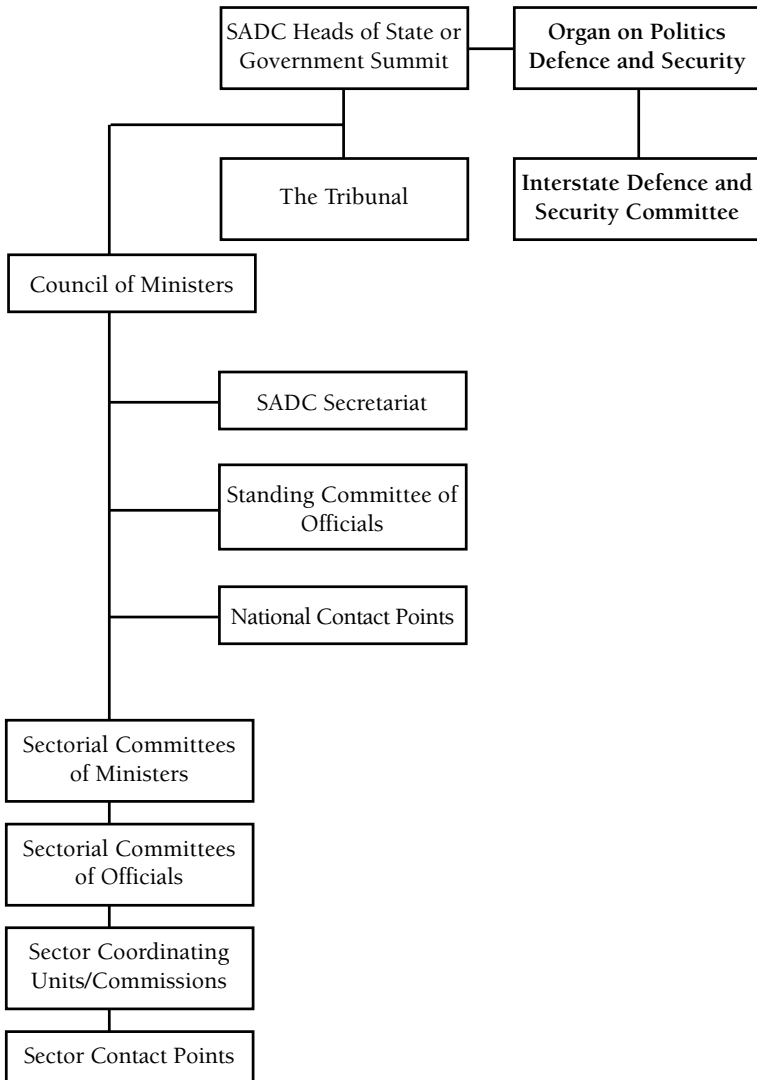 SADC Heads of State or
Government Summit
Organ on Politics
Defence and Security
The Tribunal
Interstate Defence and
Security Committee
Council of Ministers
SADC Secretariat
Standing Committee of
Officials
National Contact Points
Sectorial Committees
of Ministers
Sectorial Committees
of Officials
Sector Coordinating
Units/Commissions
Sector Contact Points